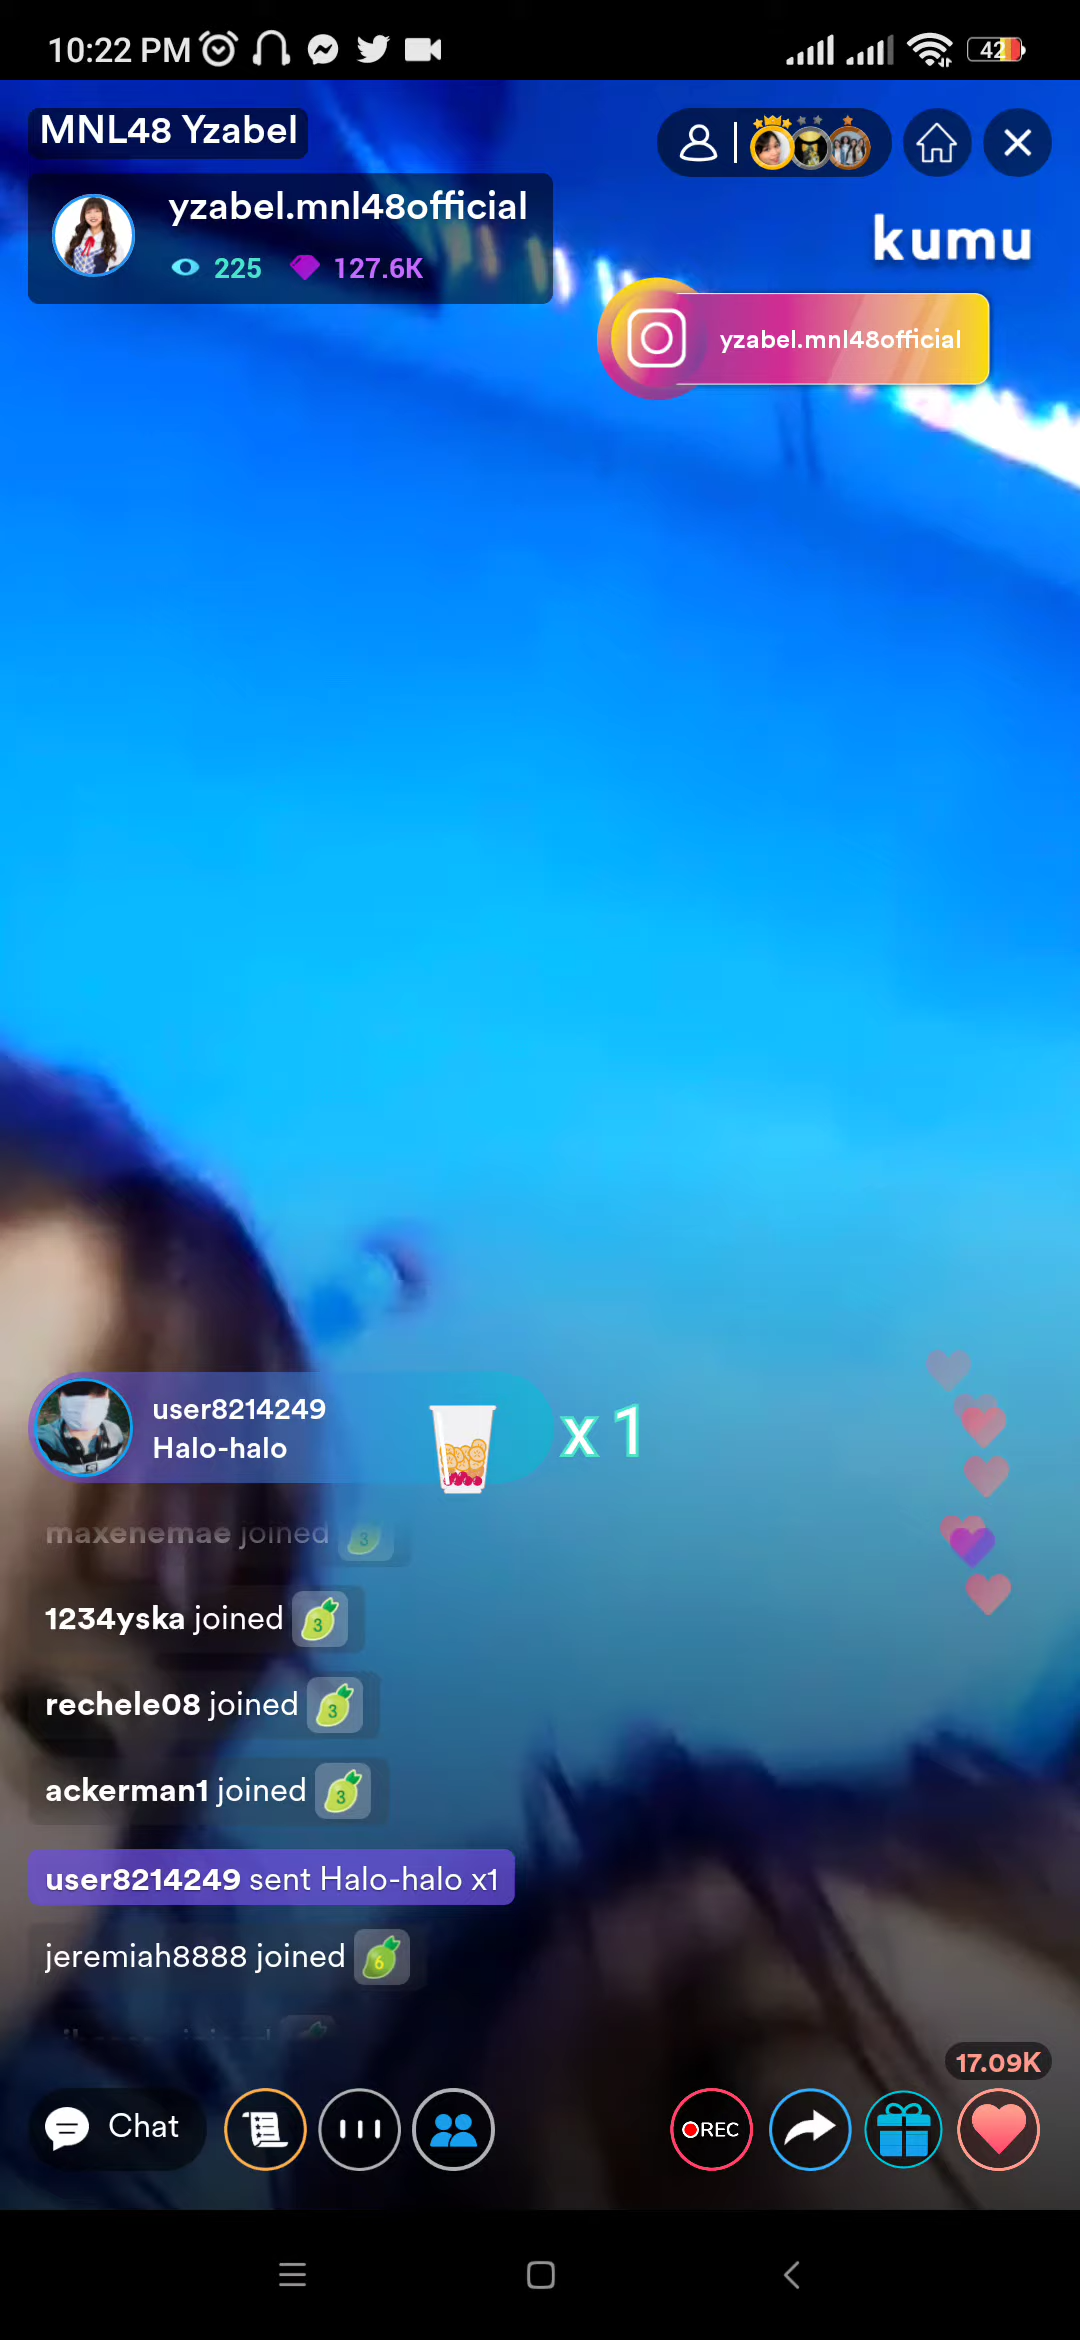 10:22 PM
42
MNL48 Yzabel
yzabel.mnl48official
225
127.6K
kumu
yzabel.mnl48official
user8214249
Halo-halo
x 1
maxenemae joined 3
1234yska joined 3
rechele08 joined 3
ackerman1 joined 3
user8214249 sent Halo-halo x1
jeremiah8888 joined 6
17.09K
Chat
REC